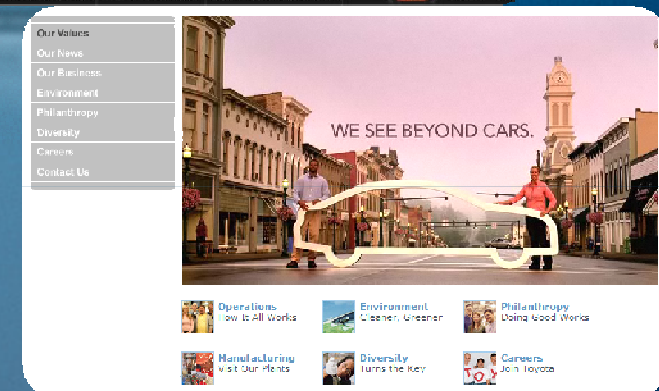 Our Values
Our News
Our Business
Environment
Philanthropy
Diversity
Careers
Contact Us
WE SEE BEYOND CARS.
Operations
How It All Works
Environment
Cleaner, Greener
Philanthropy
Doing Good Works
Manufacturing
Visit Our Plants
Diversity
Turns the Key
Careers
Join Toyota
TOY